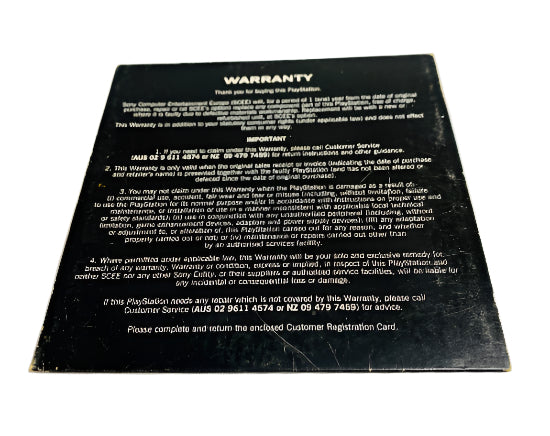 WARRANTY
Thank you for buying this PlayStation.
Sony Computer Entertainment Europe (SCEE) will, for a period of 1 (one) year from the date of original
purchase, repair or (at SCEE's option) replace any component part of this PlayStation, free of charge,
where it is faulty due to defective materials workmanship. Replacement will be with a new or
refurbished unit, at SCEE's option.
This Warranty is in addition to your statutory consumer rights (under applicable law) and does not affect
them in any way.
IMPORTANT
1. If you need to claim under this Warranty, please call Customer Service
(AUS 02 9 611 4574 or NZ 09 479 7469) for return instructions and other guidance.
2. This Warranty is only valid when the original sales receipt or invoice (indicating the date of purchase
and retailer's name) is presented together with the faulty PlayStation (and has not been altered or
defaced since the date of original purchase).
3. You may not claim under this Warranty when the PlayStation is damaged as a result of:
(i) commercial use, accident, fair wear and tear or misuse (including, without limitation, failure
to use the PlayStation for its normal purpose and/or in accordance with instructions on proper use and
maintenance, or installation or use in a manner inconsistent with applicable local technical
or safety standards) (ii) use in conjunction with any unauthorised peripheral (including, without
limitation, game enhancement devices, adaptors and power supply devices); (iii) any adaptation
or adjustment to, or alteration of, this PlayStation carried out for any reason, and whether
properly carried out or not; or (iv) maintenance or repairs carried out other than
by an authorised services facility.
4. Where permitted under applicable law, this Warranty will be your sole and exclusive remedy for
breach of any warranty, Warranty or condition, express or implied, in respect of this PlayStation and
neither SCEE nor any other Sony Entity, or their suppliers or authorised service facilities, will be liable for
any incidental or consequential loss or damage.
If this PlayStation needs any repair which is not covered by this Warranty, please call
Customer Service (AUS 02 9611 4574 or NZ 09 479 7469) for advice.
Please complete and return the enclosed Customer Registration Card.